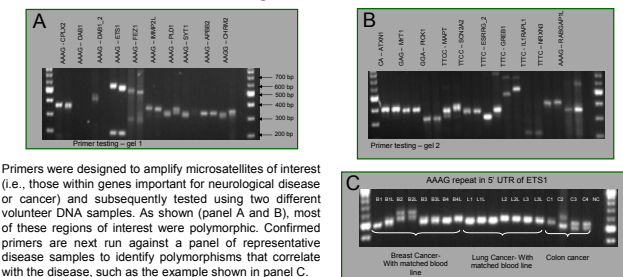 A
AAAG - CPLX2
AAAG - DAB1
AAAG - DAB1_2
AAAG - ETS1
AAAG - FEZ1
AAAG - IMMP2L
AAAG - PLD1
AAAG - SYT1
AAAG - APBB2
AAGG - CHRM2
700 bp
600 bp
500 bp
400 bp
300 bp
200 bp
Primer testing – gel 1
B
CA – ATXN1
GAG – MYT1
GGA – PICK1
TTCC – MAPT
TTCC – SCN2A2
TTTC – ESRRG_2
TTTC – GREB1
TTTC – IL1RAPL1
TTTC – NRXN3
AAAG – RABGAP1L
Primer testing – gel 2
Primers were designed to amplify microsatellites of interest
(i.e., those within genes important for neurological disease
or cancer) and subsequently tested using two different
volunteer DNA samples. As shown (panel A and B), most
of these regions of interest were polymorphic. Confirmed
primers are next run against a panel of representative
disease samples to identify polymorphisms that correlate
with the disease, such as the example shown in panel C.
C
AAAG repeat in 5' UTR of ETS1
B1 B1L B2 B2L B3 B3L B4 B4L L1 L1L L2 L2L L3 L3L C1 C2 C3 C4 NC
Breast Cancer-
With matched blood
line
Lung Cancer- With
matched blood line
Colon cancer